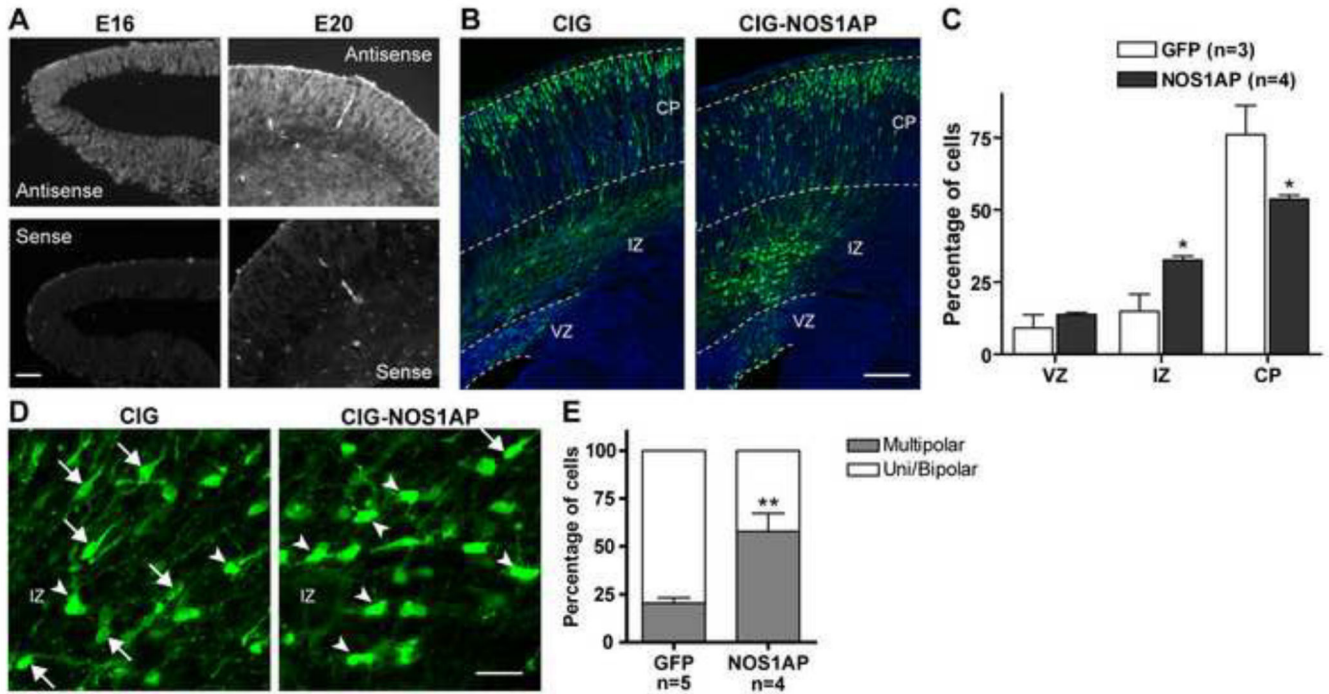 A
E16
E20
Antisense
Antisense
Sense
Sense
B
CIG
CIG-NOS1AP
CP
CP
IZ
IZ
VZ
VZ
C
GFP (n=3)
NOS1AP (n=4)
Percentage of cells
75
50
25
0
*
*
VZ
IZ
CP
D
CIG
CIG-NOS1AP
IZ
IZ
E
Percentage of cells
100
75
50
25
0
**
GFP
n=5
NOS1AP
n=4
Multipolar
Uni/Bipolar